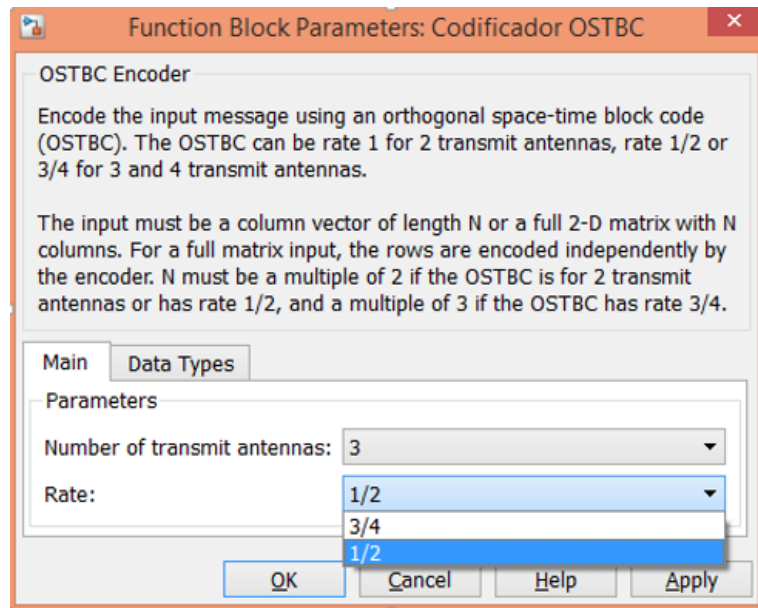 Function Block Parameters: Codificador OSTBC
OSTBC Encoder
Encode the input message using an orthogonal space-time block code
(OSTBC). The OSTBC can be rate 1 for 2 transmit antennas, rate 1/2 or
3/4 for 3 and 4 transmit antennas.
The input must be a column vector of length N or a full 2-D matrix with N
columns. For a full matrix input, the rows are encoded independently by
the encoder. N must be a multiple of 2 if the OSTBC is for 2 transmit
antennas or has rate 1/2, and a multiple of 3 if the OSTBC has rate 3/4.
Main Data Types
Parameters
Number of transmit antennas: 3
Rate: 1/2
3/4
1/2
OK Cancel Help Apply